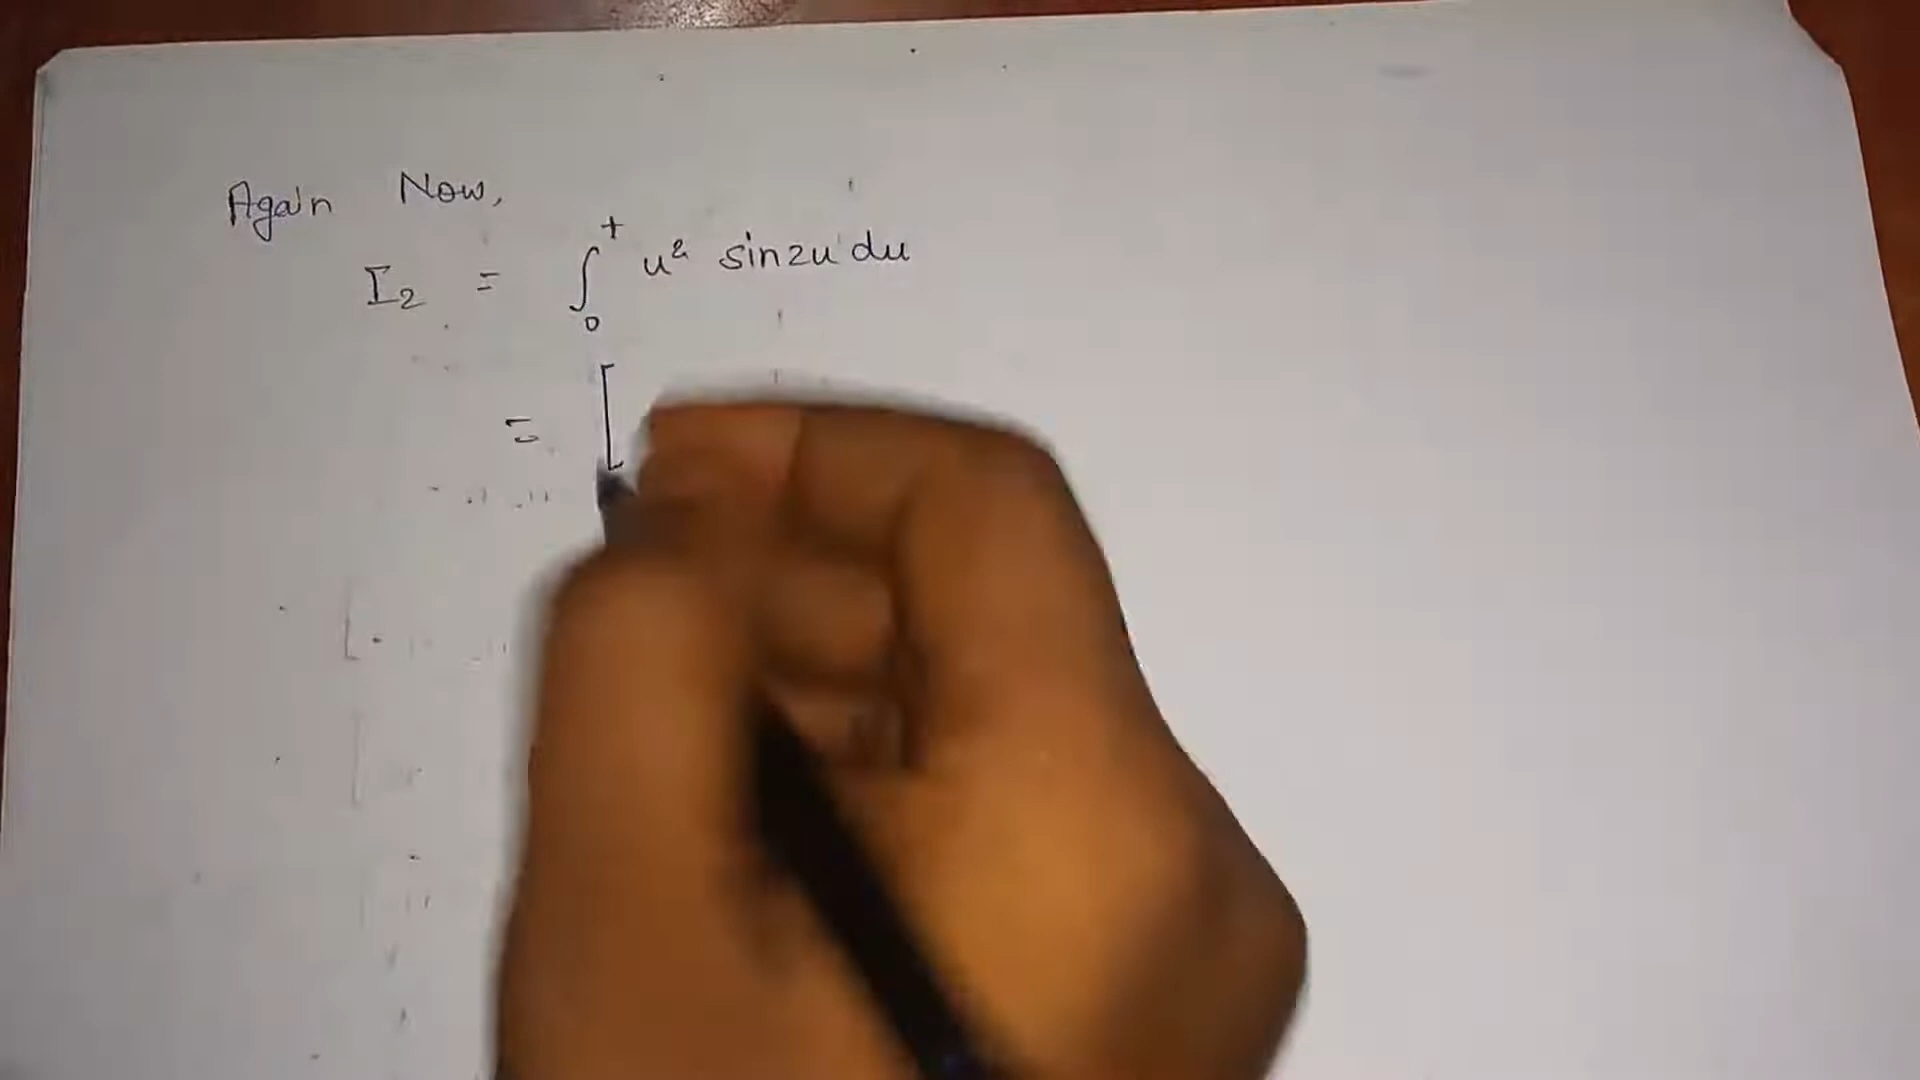 Again Now,
I₂ = ∫₀ᵗ u² sin2u du
= [